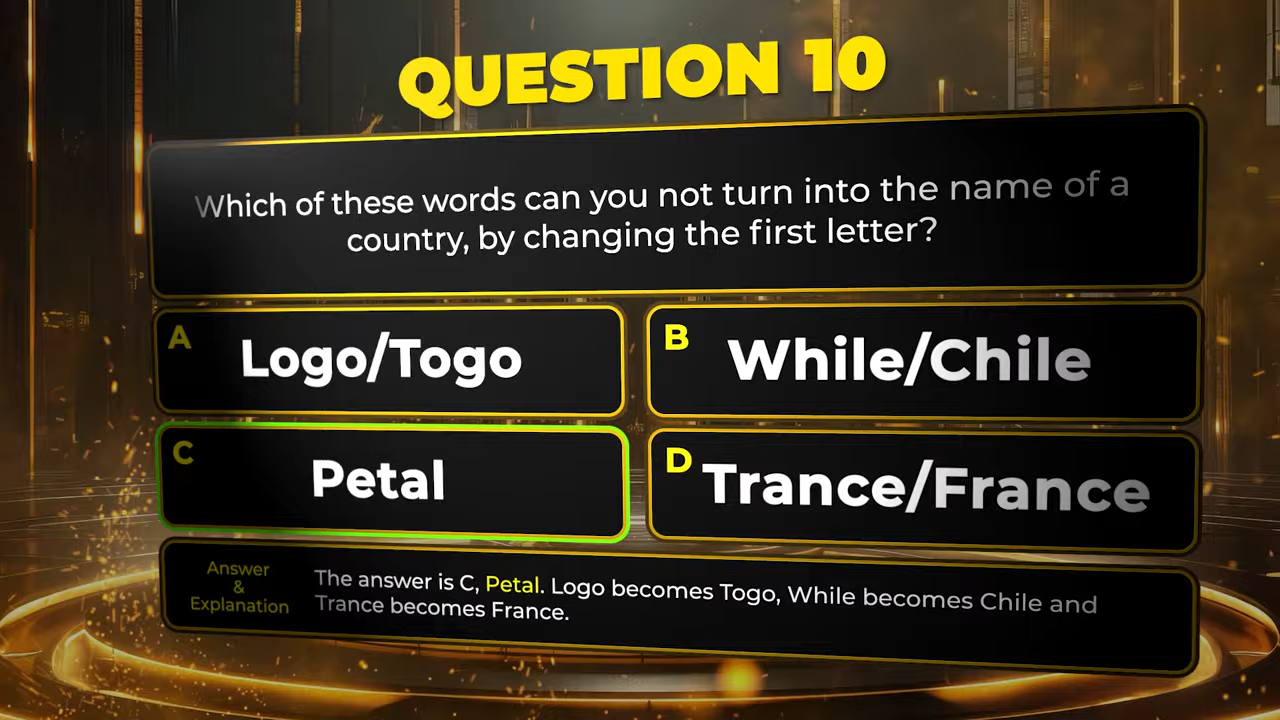 QUESTION 10
Which of these words can you not turn into the name of a
country, by changing the first letter?
A
Logo/Togo
B
While/Chile
C
Petal
D
Trance/France
Answer
&
Explanation
The answer is C, Petal. Logo becomes Togo, While becomes Chile and
Trance becomes France.